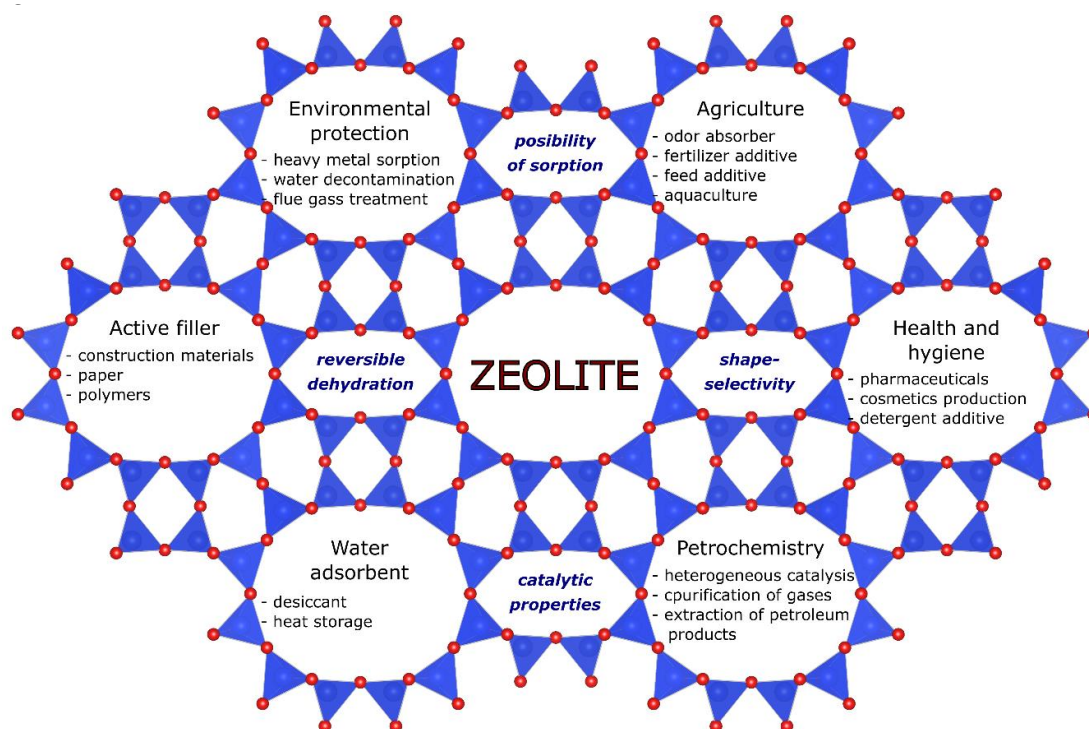 Environmental
protection
- heavy metal sorption
- water decontamination
- flue gass treatment
posibility
of sorption
Agriculture
- odor absorber
- fertilizer additive
- feed additive
- aquaculture
Active filler
- construction materials
- paper
- polymers
reversible
dehydration
ZEOLITE
shape-
selectivity
Health and
hygiene
- pharmaceuticals
- cosmetics production
- detergent additive
Water
adsorbent
- desiccant
- heat storage
catalytic
properties
Petrochemistry
- heterogeneous catalysis
- cpurification of gases
- extraction of petroleum
products